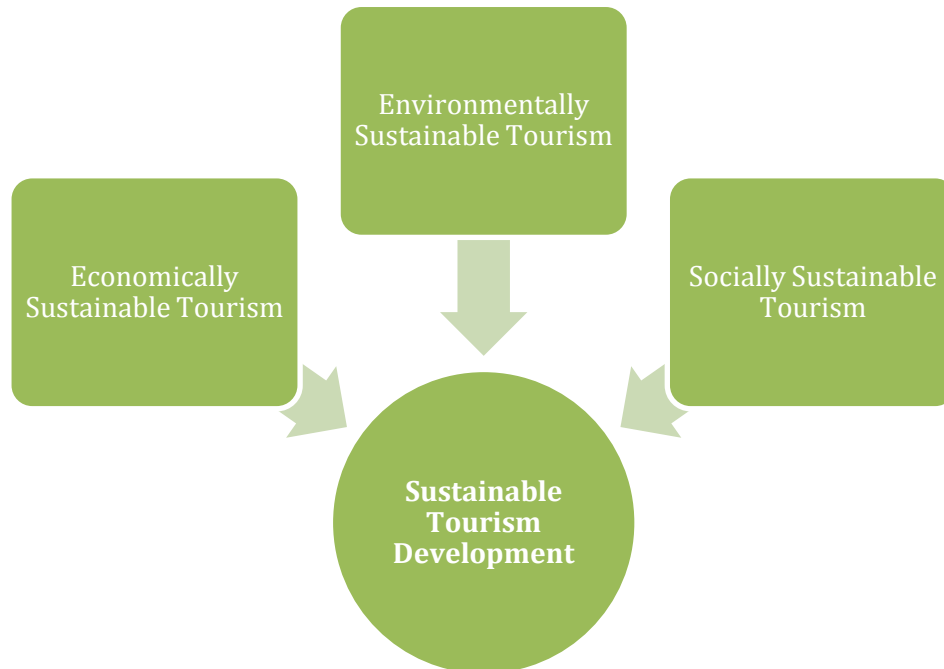 Environmentally
Sustainable Tourism
Economically
Sustainable Tourism
Socially Sustainable
Tourism
Sustainable
Tourism
Development